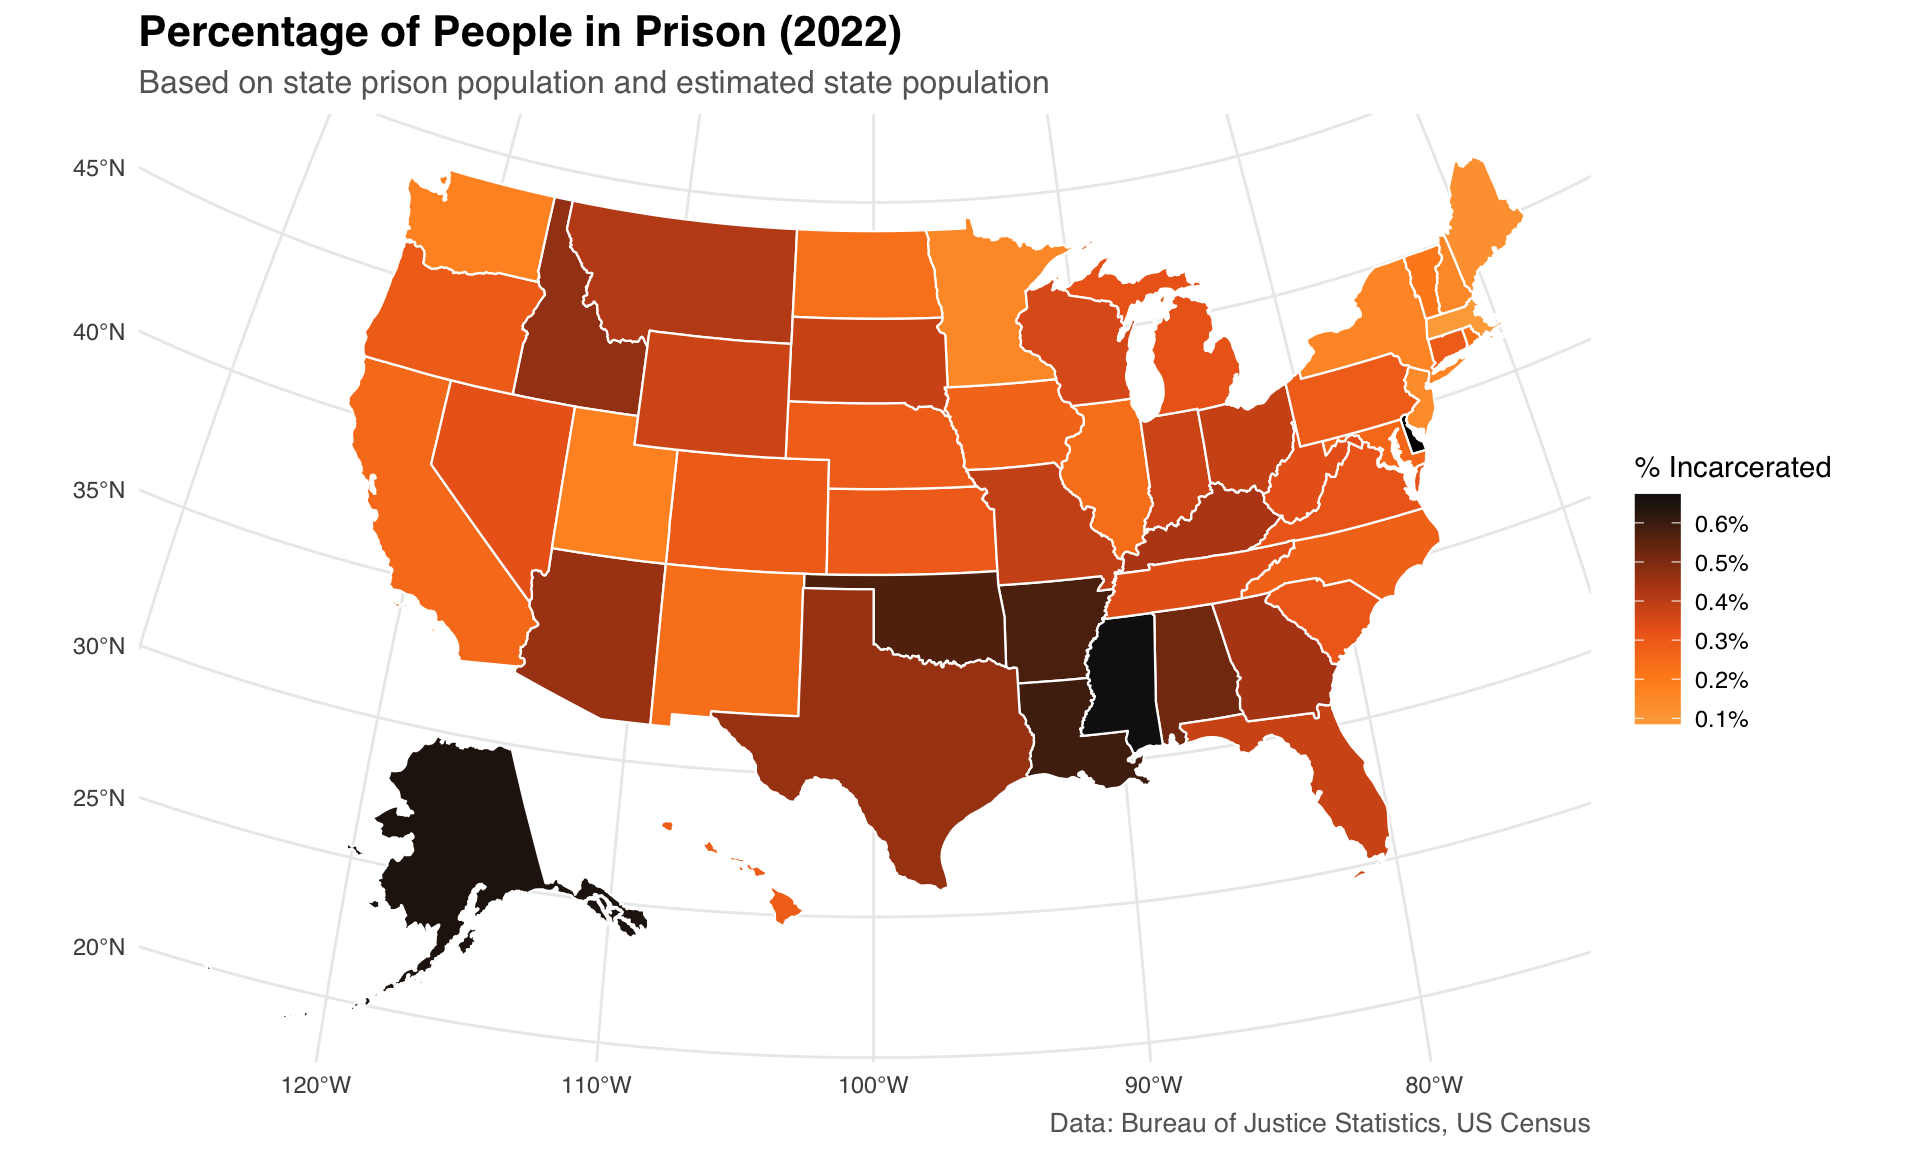 Percentage of People in Prison (2022)
Based on state prison population and estimated state population
45°N
40°N
35°N
30°N
25°N
20°N
% Incarcerated
0.6%
0.5%
0.4%
0.3%
0.2%
0.1%
120°W 110°W 100°W 90°W 80°W
Data: Bureau of Justice Statistics, US Census